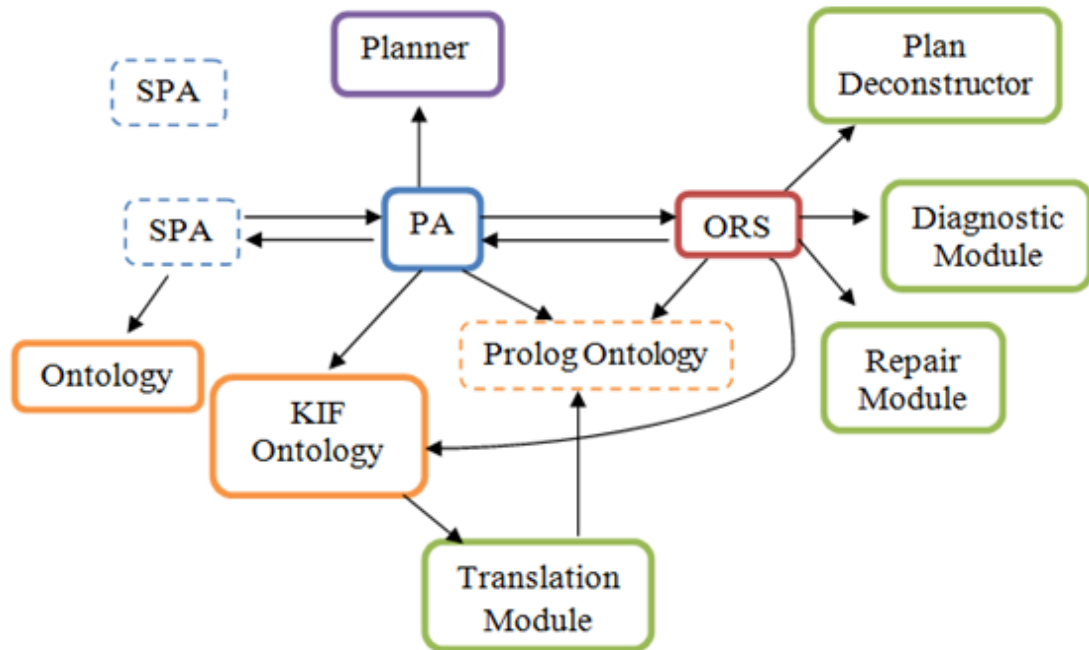 Planner
Plan
Deconstructor
SPA
SPA
PA
ORS
Diagnostic
Module
Ontology
Prolog Ontology
Repair
Module
KIF
Ontology
Translation
Module